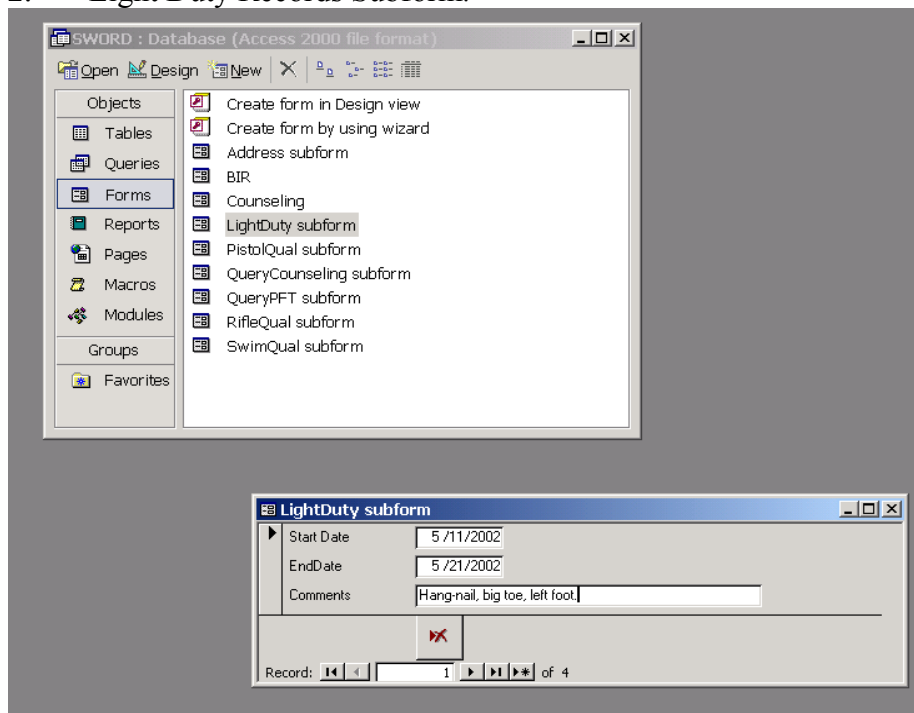 2. Light Duty Records Subform.
SWORD : Database (Access 2000 file format)
Open Design New
Objects
Tables
Queries
Forms
Reports
Pages
Macros
Modules
Groups
Favorites
Create form in Design view
Create form by using wizard
Address subform
BIR
Counseling
LightDuty subform
PistolQual subform
QueryCounseling subform
QueryPFT subform
RifleQual subform
SwimQual subform
LightDuty subform
Start Date 5 /11/2002
EndDate 5 /21/2002
Comments Hang-nail, big toe, left foot.
Record: 1 of 4